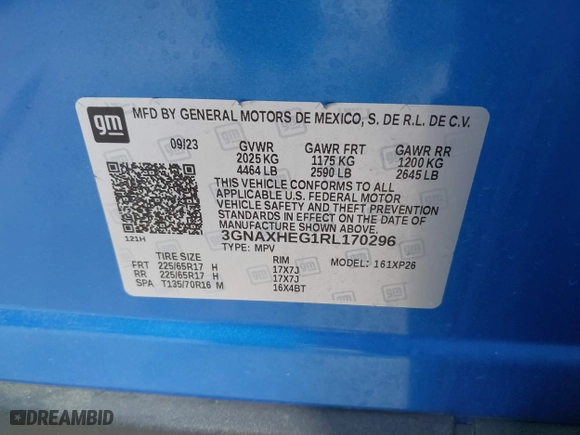 gm
MFD BY GENERAL MOTORS DE MEXICO, S. DE R.L. DE C.V.
09/23 GVWR GAWR FRT GAWR RR
2025 KG 1175 KG 1200 KG
4464 LB 2590 LB 2645 LB
THIS VEHICLE CONFORMS TO ALL
APPLICABLE U.S. FEDERAL MOTOR
VEHICLE SAFETY AND THEFT
PREVENTION STANDARDS IN
EFFECT ON THE DATE OF
MANUFACTURE SHOWN ABOVE.
121H 3GNAXHEG1RL170296
TYPE: MPV
TIRE SIZE RIM MODEL: 161XP26
FRT 225/65R17 H 17X7J
RR 225/65R17 H 17X7J
SPA T135/70R16 M 16X4BT
DREAMBID